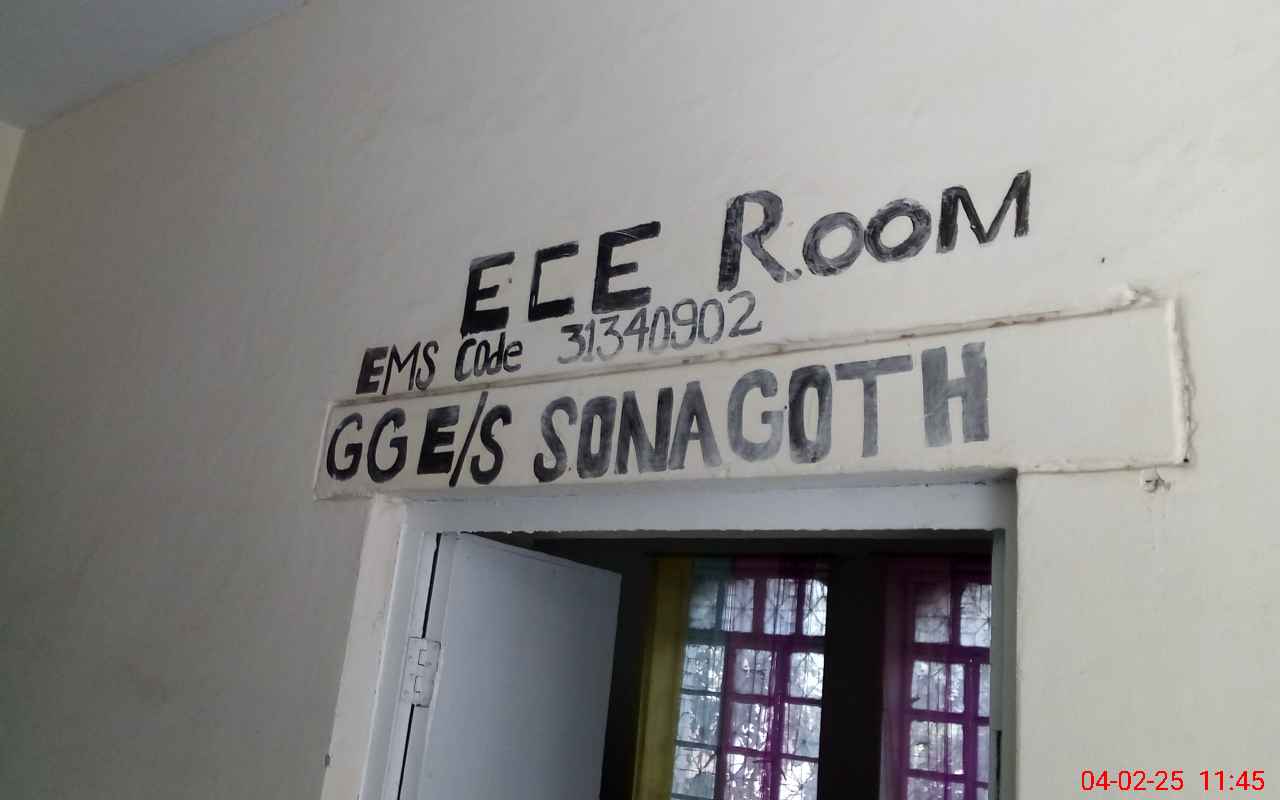 ECE ROOM
EMS Code 31340902
GGE/S SONAGOTH
04-02-25 11:45